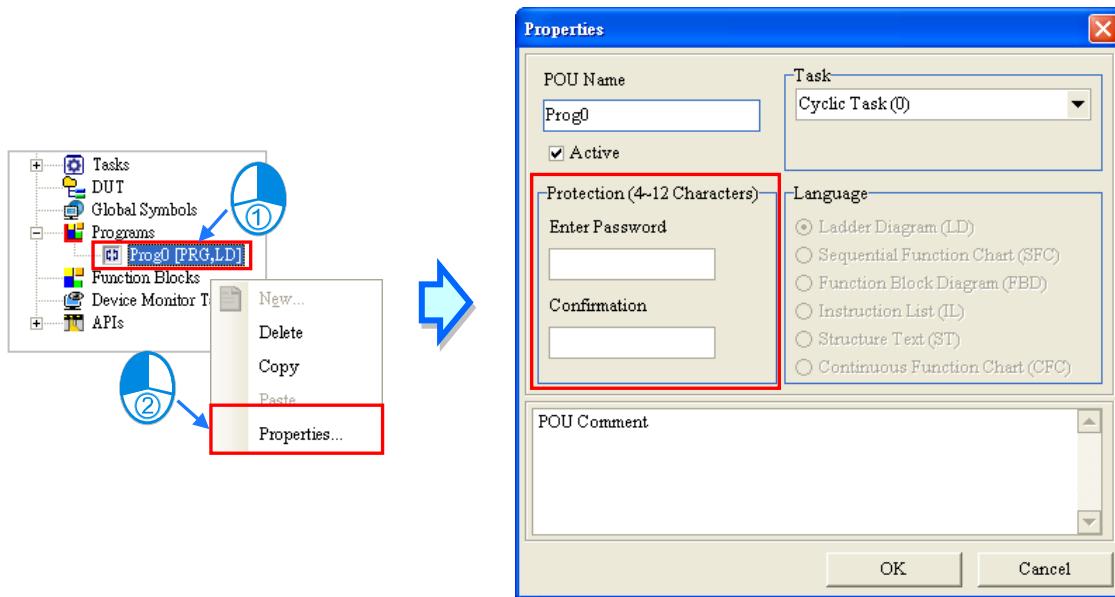 Tasks
DUT
Global Symbols
Programs
Prog0 [PRG,LD]
Function Blocks
Device Monitor T
APIs
①
②
New...
Delete
Copy
Paste
Properties...
Properties
POU Name
Prog0
Active
Task
Cyclic Task (0)
Protection (4~12 Characters)
Enter Password
Confirmation
Language
Ladder Diagram (LD)
Sequential Function Chart (SFC)
Function Block Diagram (FBD)
Instruction List (IL)
Structure Text (ST)
Continuous Function Chart (CFC)
POU Comment
OK
Cancel